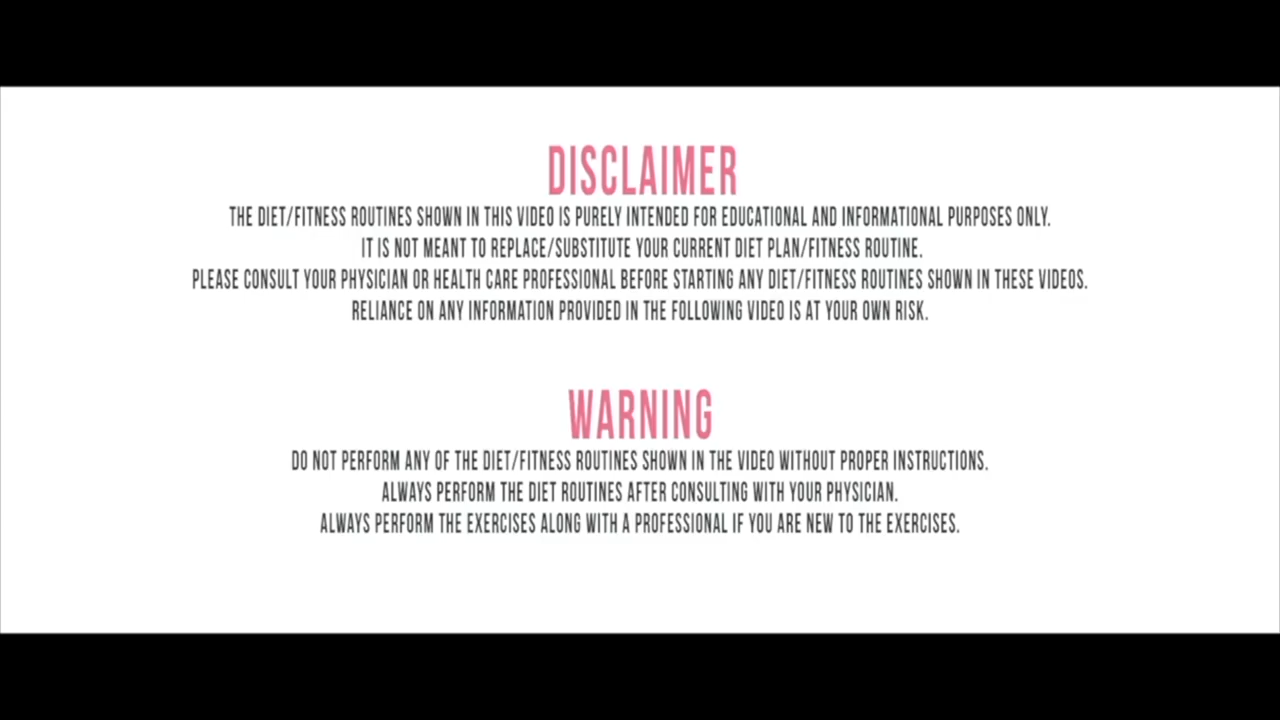 DISCLAIMER
THE DIET/FITNESS ROUTINES SHOWN IN THIS VIDEO IS PURELY INTENDED FOR EDUCATIONAL AND INFORMATIONAL PURPOSES ONLY.
IT IS NOT MEANT TO REPLACE/SUBSTITUTE YOUR CURRENT DIET PLAN/FITNESS ROUTINE.
PLEASE CONSULT YOUR PHYSICIAN OR HEALTH CARE PROFESSIONAL BEFORE STARTING ANY DIET/FITNESS ROUTINES SHOWN IN THESE VIDEOS.
RELIANCE ON ANY INFORMATION PROVIDED IN THE FOLLOWING VIDEO IS AT YOUR OWN RISK.
WARNING
DO NOT PERFORM ANY OF THE DIET/FITNESS ROUTINES SHOWN IN THE VIDEO WITHOUT PROPER INSTRUCTIONS.
ALWAYS PERFORM THE DIET ROUTINES AFTER CONSULTING WITH YOUR PHYSICIAN.
ALWAYS PERFORM THE EXERCISES ALONG WITH A PROFESSIONAL IF YOU ARE NEW TO THE EXERCISES.